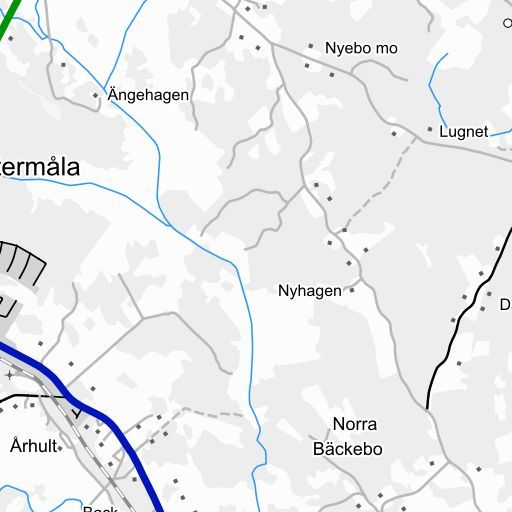 Nyebo mo
Ängehagen
Lugnet
termåla
Nyhagen
Norra
Bäckebo
Århult